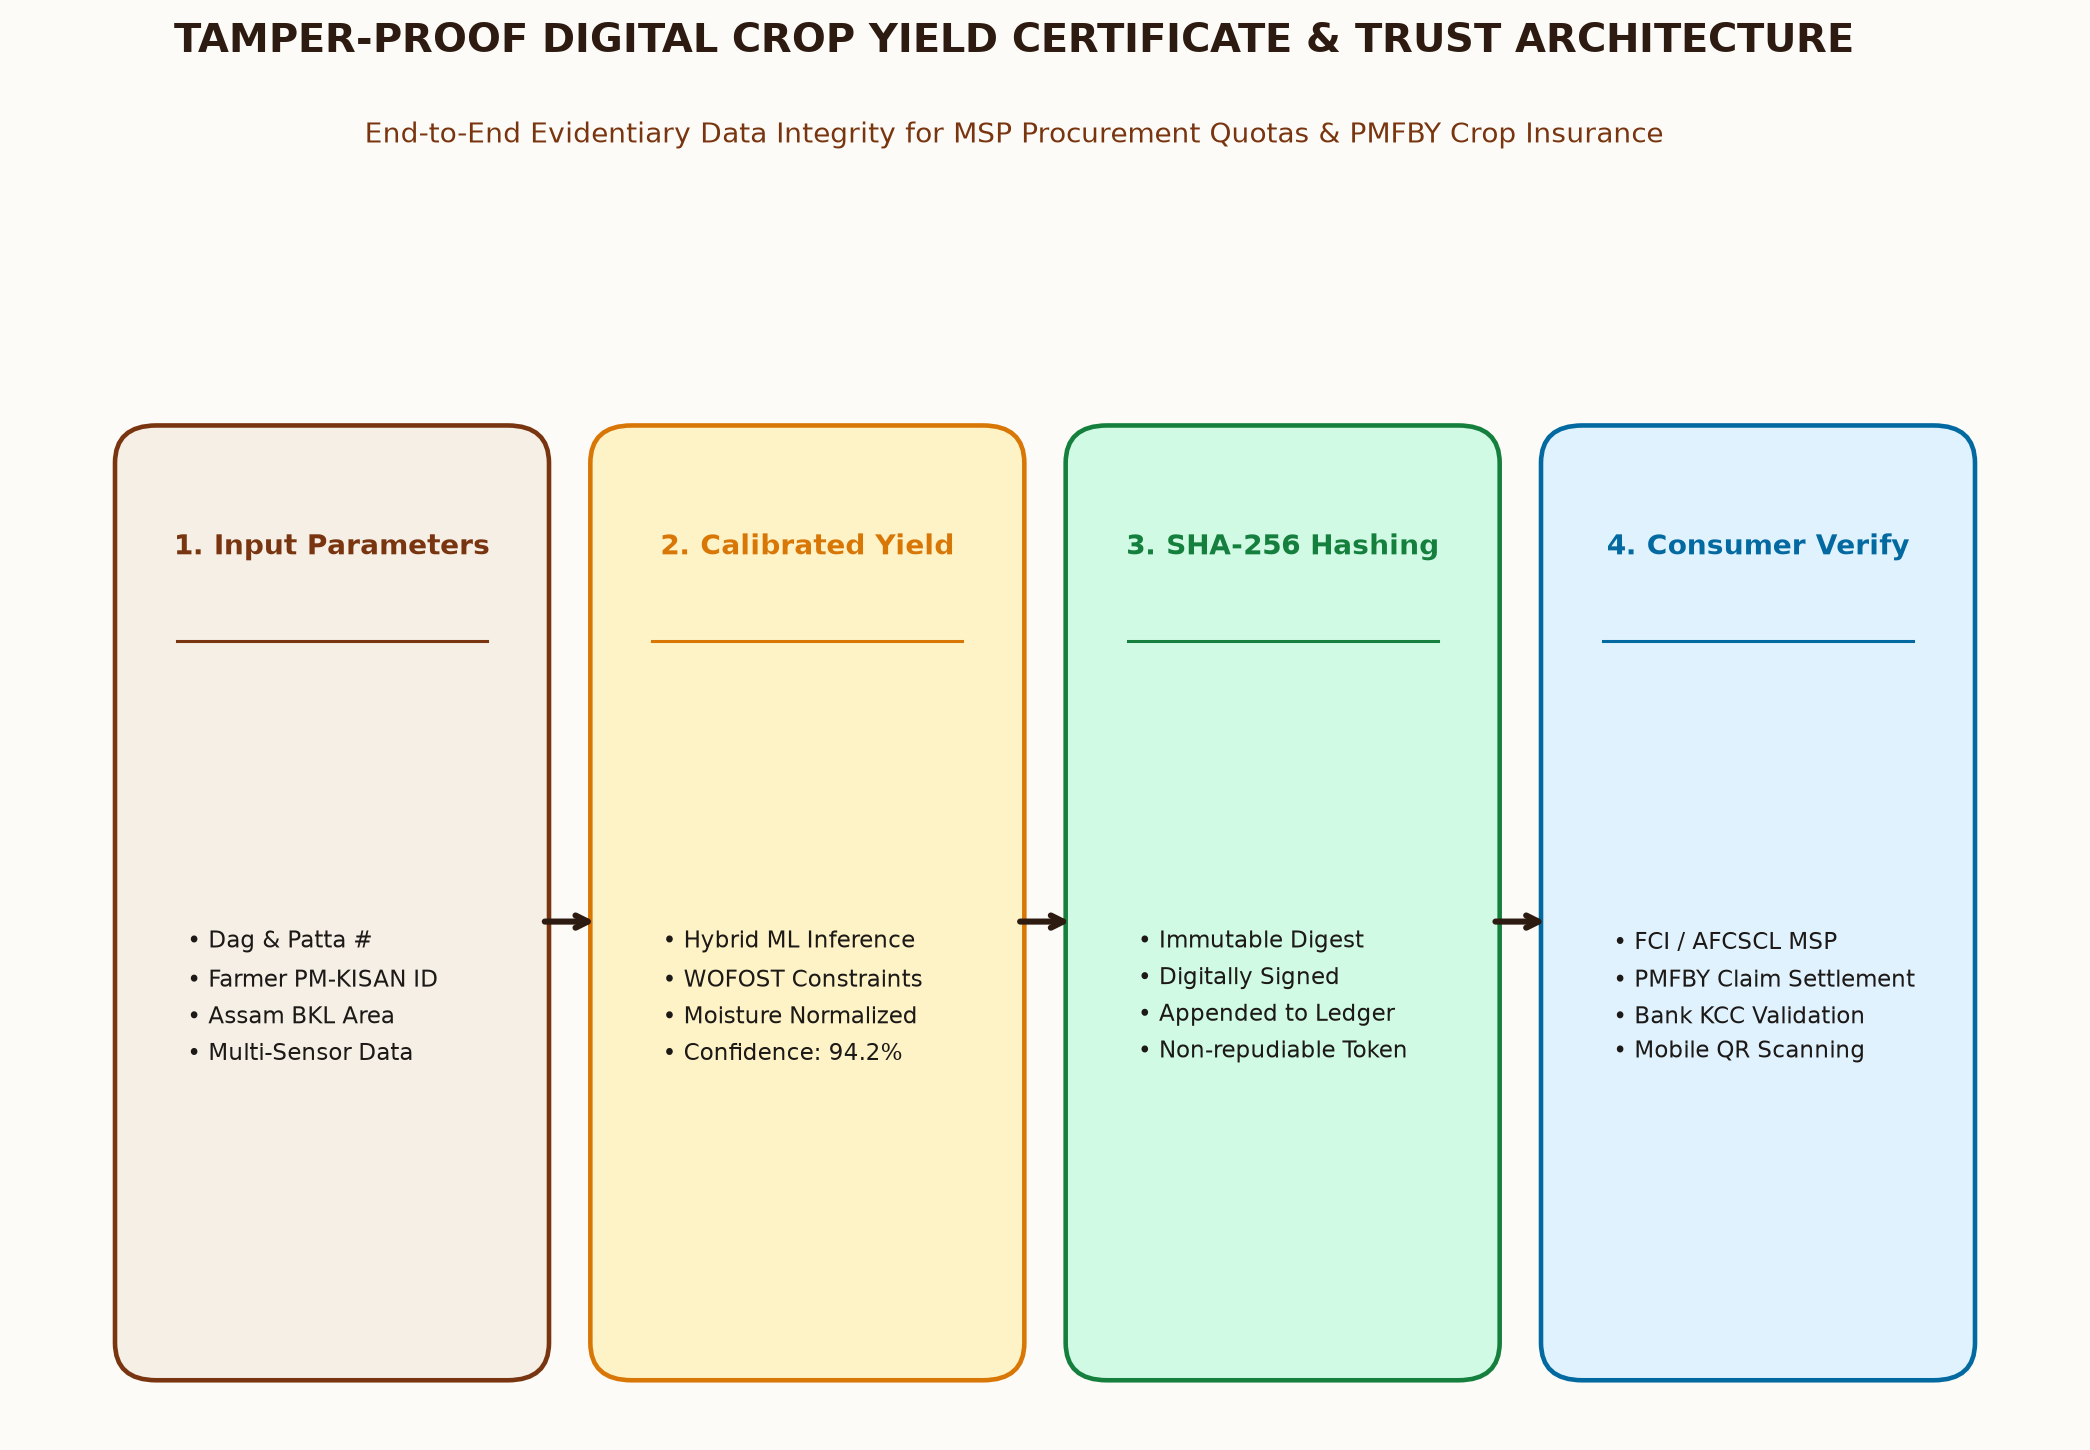 TAMPER-PROOF DIGITAL CROP YIELD CERTIFICATE & TRUST ARCHITECTURE
End-to-End Evidentiary Data Integrity for MSP Procurement Quotas & PMFBY Crop Insurance
1. Input Parameters
• Dag & Patta #
• Farmer PM-KISAN ID
• Assam BKL Area
• Multi-Sensor Data
2. Calibrated Yield
• Hybrid ML Inference
• WOFOST Constraints
• Moisture Normalized
• Confidence: 94.2%
3. SHA-256 Hashing
• Immutable Digest
• Digitally Signed
• Appended to Ledger
• Non-repudiable Token
4. Consumer Verify
• FCI / AFCSCL MSP
• PMFBY Claim Settlement
• Bank KCC Validation
• Mobile QR Scanning